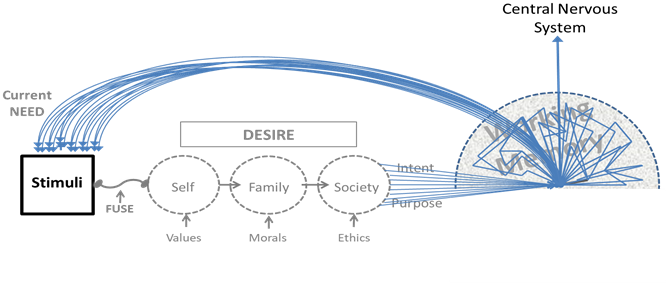 Central Nervous
System
Current
NEED
DESIRE
Working
Memory
Stimuli
Self
Family
Society
Intent
Purpose
FUSE
Values
Morals
Ethics